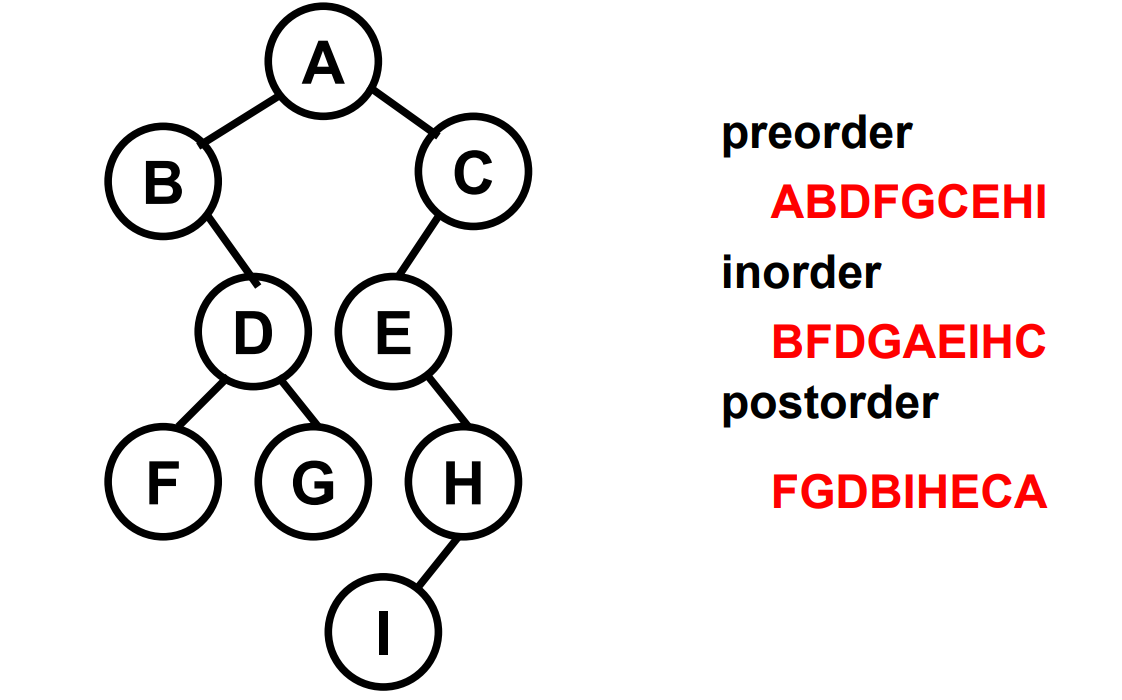 A
B
C
D
E
F
G
H
I
preorder
ABDFGCEHI
inorder
BFDGAEIHC
postorder
FGDBIHECA